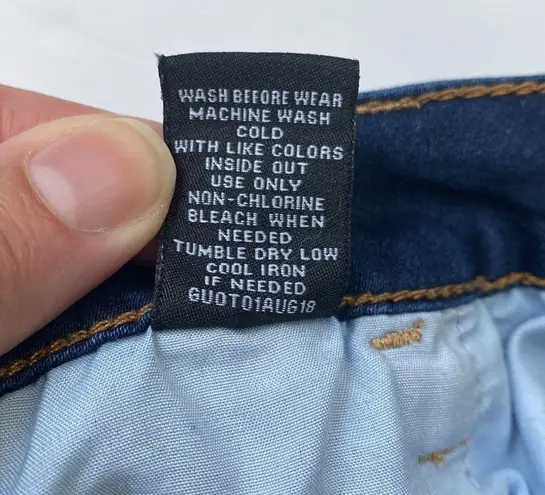 WASH BEFORE WEAR
MACHINE WASH
COLD
WITH LIKE COLORS
INSIDE OUT
USE ONLY
NON-CHLORINE
BLEACH WHEN
NEEDED
TUMBLE DRY LOW
COOL IRON
IF NEEDED
GUOTO1AUG18